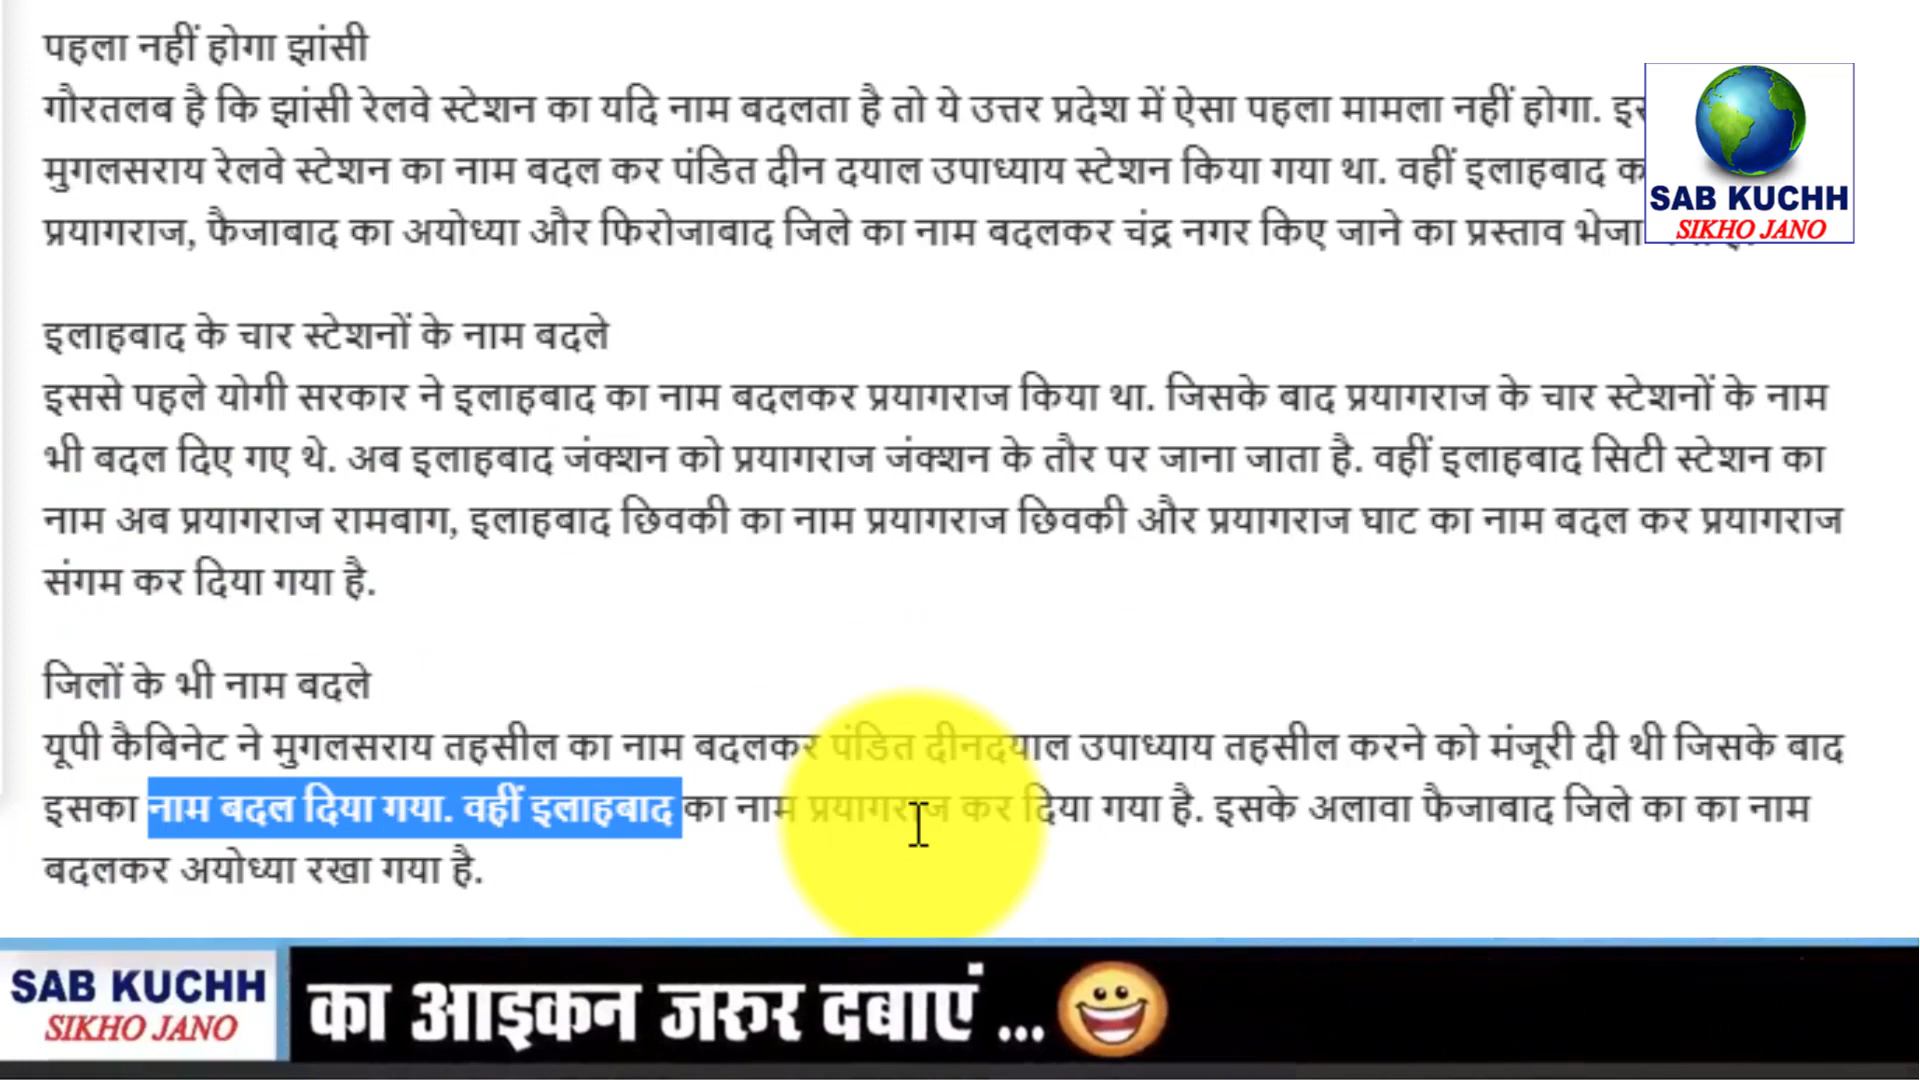 पहला नहीं होगा झांसी
गौरतलब है कि झांसी रेलवे स्टेशन का यदि नाम बदलता है तो ये उत्तर प्रदेश में ऐसा पहला मामला नहीं होगा.
मुगलसराय रेलवे स्टेशन का नाम बदल कर पंडित दीन दयाल उपाध्याय स्टेशन किया गया था. वहीं इलाहबाद
प्रयागराज, फैजाबाद का अयोध्या और फिरोजाबाद जिले का नाम बदलकर चंद्र नगर किए जाने का प्रस्ताव भेजा
SAB KUCHH
SIKHO JANO
इलाहबाद के चार स्टेशनों के नाम बदले
इससे पहले योगी सरकार ने इलाहबाद का नाम बदलकर प्रयागराज किया था. जिसके बाद प्रयागराज के चार स्टेशनों के नाम
भी बदल दिए गए थे. अब इलाहबाद जंक्शन को प्रयागराज जंक्शन के तौर पर जाना जाता है. वहीं इलाहबाद सिटी स्टेशन का
नाम अब प्रयागराज रामबाग, इलाहबाद छिवकी का नाम प्रयागराज छिवकी और प्रयागराज घाट का नाम बदल कर प्रयागराज
संगम कर दिया गया है.
जिलों के भी नाम बदले
यूपी कैबिनेट ने मुगलसराय तहसील का नाम बदलकर पंडित दीनदयाल उपाध्याय तहसील करने को मंजूरी दी थी जिसके बाद
इसका नाम बदल दिया गया. वहीं इलाहबाद का नाम प्रयागराज कर दिया गया है. इसके अलावा फैजाबाद जिले का का नाम
बदलकर अयोध्या रखा गया है.
SAB KUCHH
SIKHO JANO
का आइकन जरुर दबाएं ...